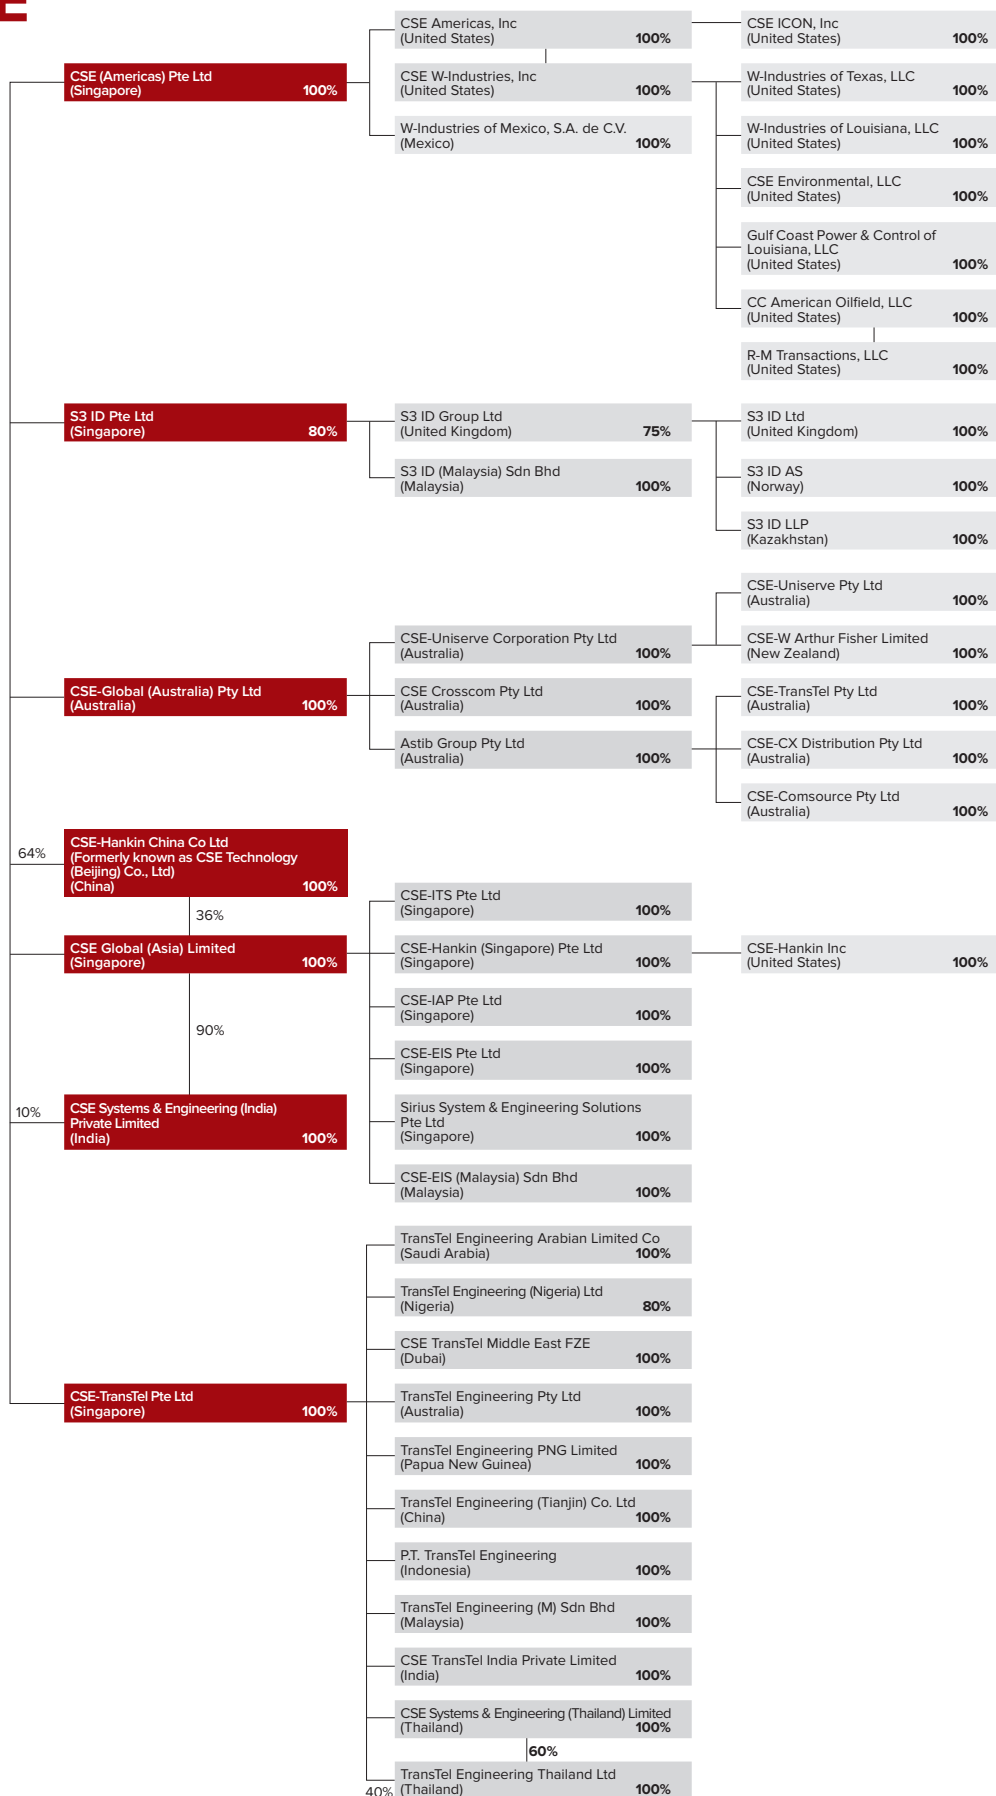 E
CSE (Americas) Pte Ltd
(Singapore) 100%
CSE Americas, Inc
(United States) 100%
CSE W-Industries, Inc
(United States) 100%
W-Industries of Mexico, S.A. de C.V.
(Mexico) 100%
CSE ICON, Inc
(United States) 100%
W-Industries of Texas, LLC
(United States) 100%
W-Industries of Louisiana, LLC
(United States) 100%
CSE Environmental, LLC
(United States) 100%
Gulf Coast Power & Control of
Louisiana, LLC
(United States) 100%
CC American Oilfield, LLC
(United States) 100%
R-M Transactions, LLC
(United States) 100%
S3 ID Pte Ltd
(Singapore) 80%
S3 ID Group Ltd
(United Kingdom) 75%
S3 ID (Malaysia) Sdn Bhd
(Malaysia) 100%
S3 ID Ltd
(United Kingdom) 100%
S3 ID AS
(Norway) 100%
S3 ID LLP
(Kazakhstan) 100%
CSE-Global (Australia) Pty Ltd
(Australia) 100%
CSE-Uniserve Corporation Pty Ltd
(Australia) 100%
CSE Crosscom Pty Ltd
(Australia) 100%
Astib Group Pty Ltd
(Australia) 100%
CSE-Uniserve Pty Ltd
(Australia) 100%
CSE-W Arthur Fisher Limited
(New Zealand) 100%
CSE-TransTel Pty Ltd
(Australia) 100%
CSE-CX Distribution Pty Ltd
(Australia) 100%
CSE-Comsource Pty Ltd
(Australia) 100%
64%
CSE-Hankin China Co Ltd
(Formerly known as CSE Technology
(Beijing) Co., Ltd)
(China) 100%
36%
CSE Global (Asia) Limited
(Singapore) 100%
90%
10%
CSE Systems & Engineering (India)
Private Limited
(India) 100%
CSE-ITS Pte Ltd
(Singapore) 100%
CSE-Hankin (Singapore) Pte Ltd
(Singapore) 100%
CSE-IAP Pte Ltd
(Singapore) 100%
CSE-EIS Pte Ltd
(Singapore) 100%
Sirius System & Engineering Solutions
Pte Ltd
(Singapore) 100%
CSE-EIS (Malaysia) Sdn Bhd
(Malaysia) 100%
CSE-Hankin Inc
(United States) 100%
CSE-TransTel Pte Ltd
(Singapore) 100%
TransTel Engineering Arabian Limited Co
(Saudi Arabia) 100%
TransTel Engineering (Nigeria) Ltd
(Nigeria) 80%
CSE TransTel Middle East FZE
(Dubai) 100%
TransTel Engineering Pty Ltd
(Australia) 100%
TransTel Engineering PNG Limited
(Papua New Guinea) 100%
TransTel Engineering (Tianjin) Co. Ltd
(China) 100%
P.T. TransTel Engineering
(Indonesia) 100%
TransTel Engineering (M) Sdn Bhd
(Malaysia) 100%
CSE TransTel India Private Limited
(India) 100%
CSE Systems & Engineering (Thailand) Limited
(Thailand) 100%
60%
TransTel Engineering Thailand Ltd
40% (Thailand) 100%